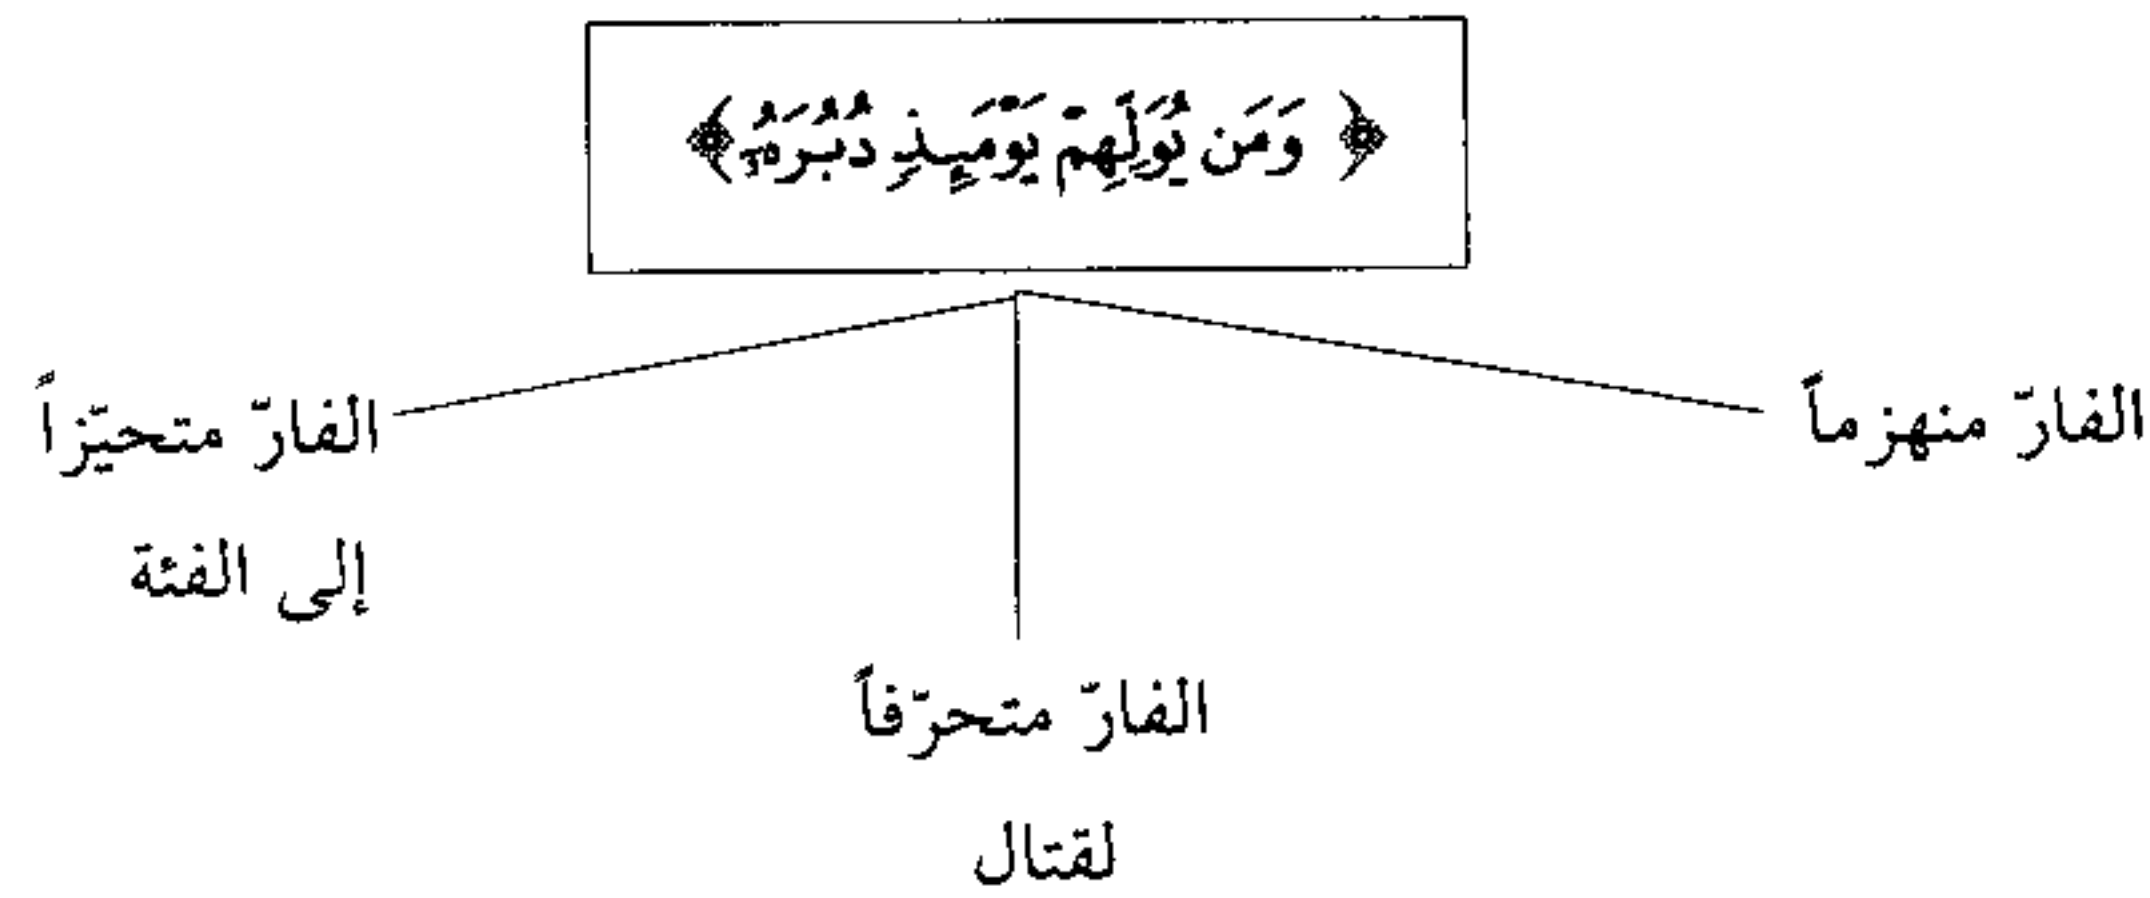 ﴿ وَمَن يُوَلِّهِمْ يَوْمَئِذٍ دُبُرَهُۥ ﴾
الفارّ منهزماً
الفارّ متحيّزاً
إلى الفئة
الفارّ متحرّفاً
لقتال